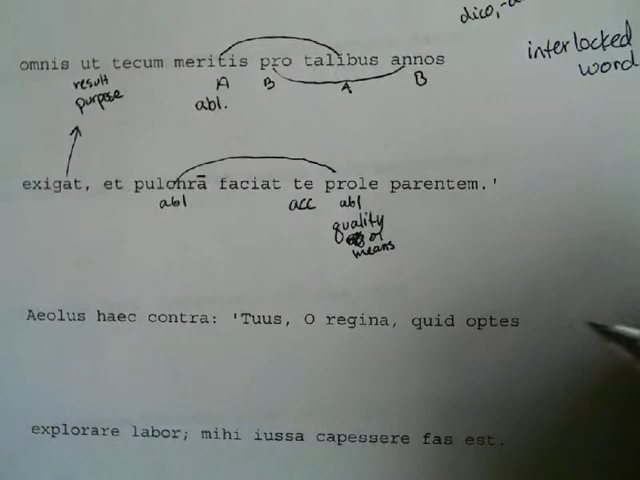 dico,
interlocked
word
omnis ut tecum meritis pro talibus annos
result
purpose
A B A B
abl.
exigat, et pulchrā faciat te prole parentem.'
abl acc abl
quality
or
means
Aeolus haec contra: 'Tuus, O regina, quid optes
explorare labor; mihi iussa capessere fas est.